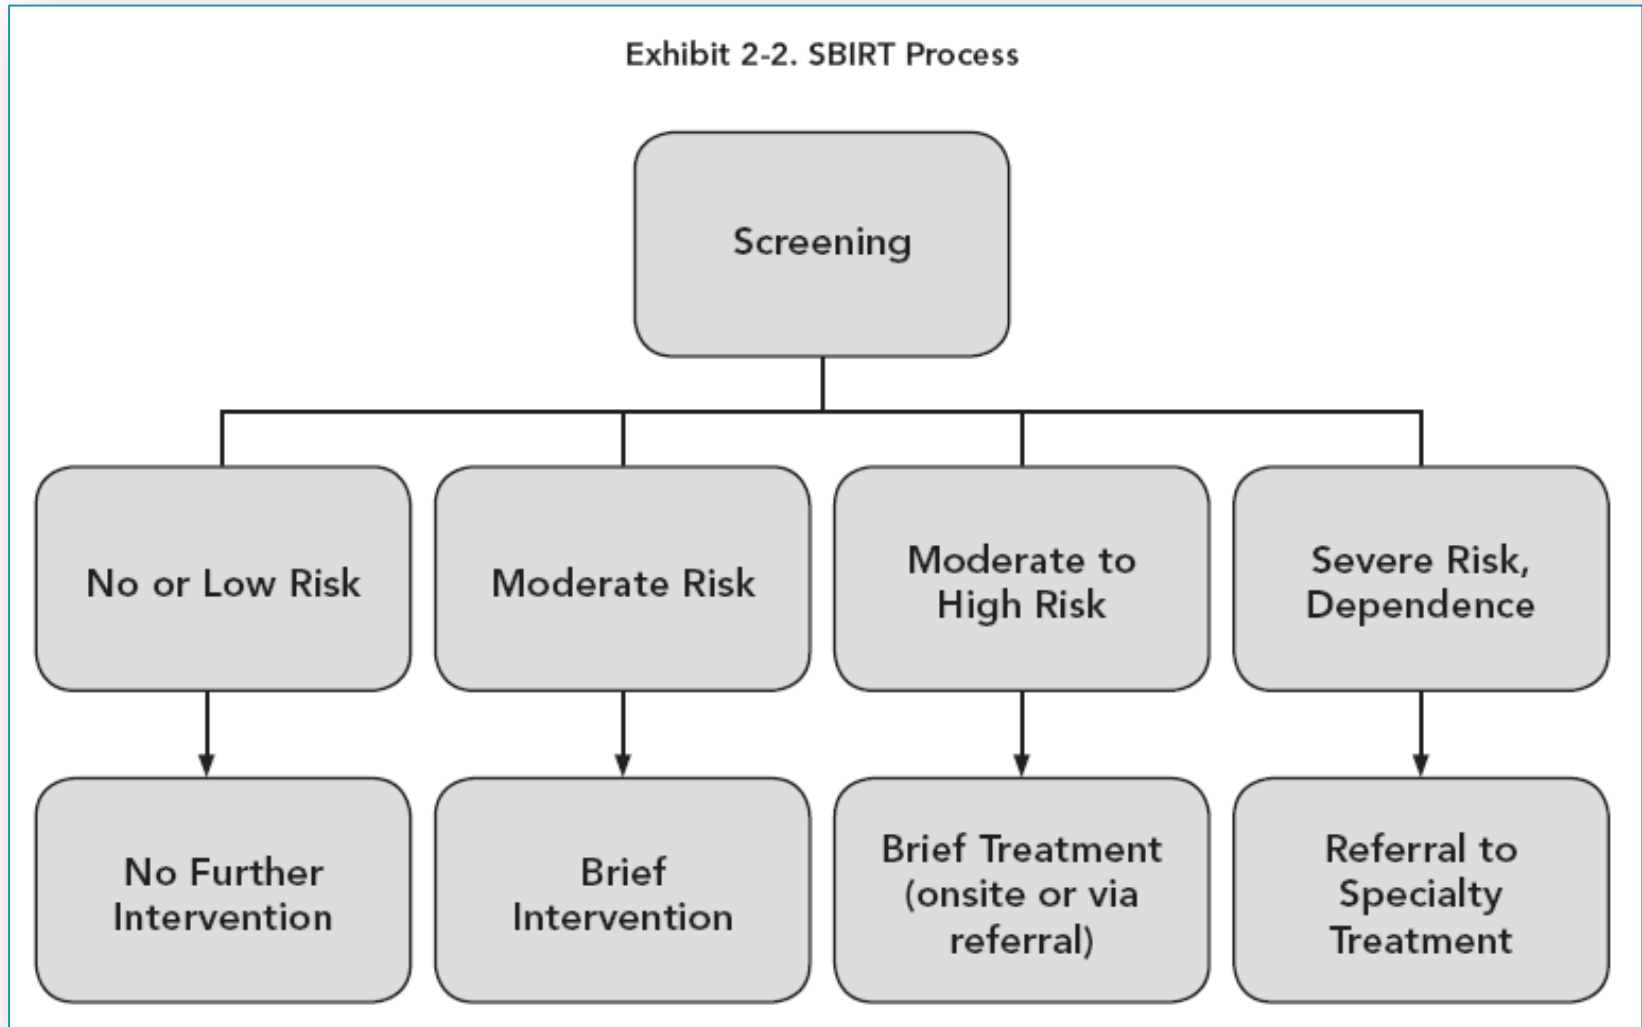 Exhibit 2-2. SBIRT Process
Screening
No or Low Risk
Moderate Risk
Moderate to
High Risk
Severe Risk,
Dependence
No Further
Intervention
Brief
Intervention
Brief Treatment
(onsite or via
referral)
Referral to
Specialty
Treatment